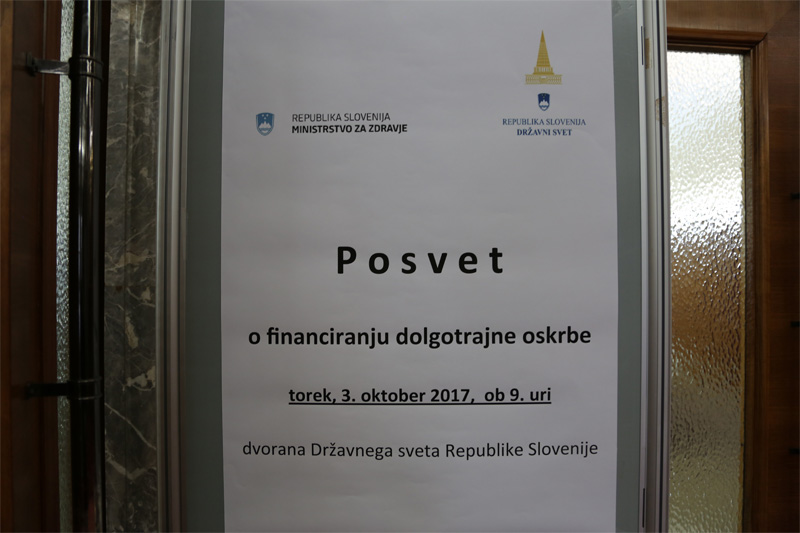 REPUBLIKA SLOVENIJA
MINISTRSTVO ZA ZDRAVJE
REPUBLIKA SLOVENIJA
DRŽAVNI SVET
Posvet
o financiranju dolgotrajne oskrbe
torek, 3. oktober 2017, ob 9. uri
dvorana Državnega sveta Republike Slovenije